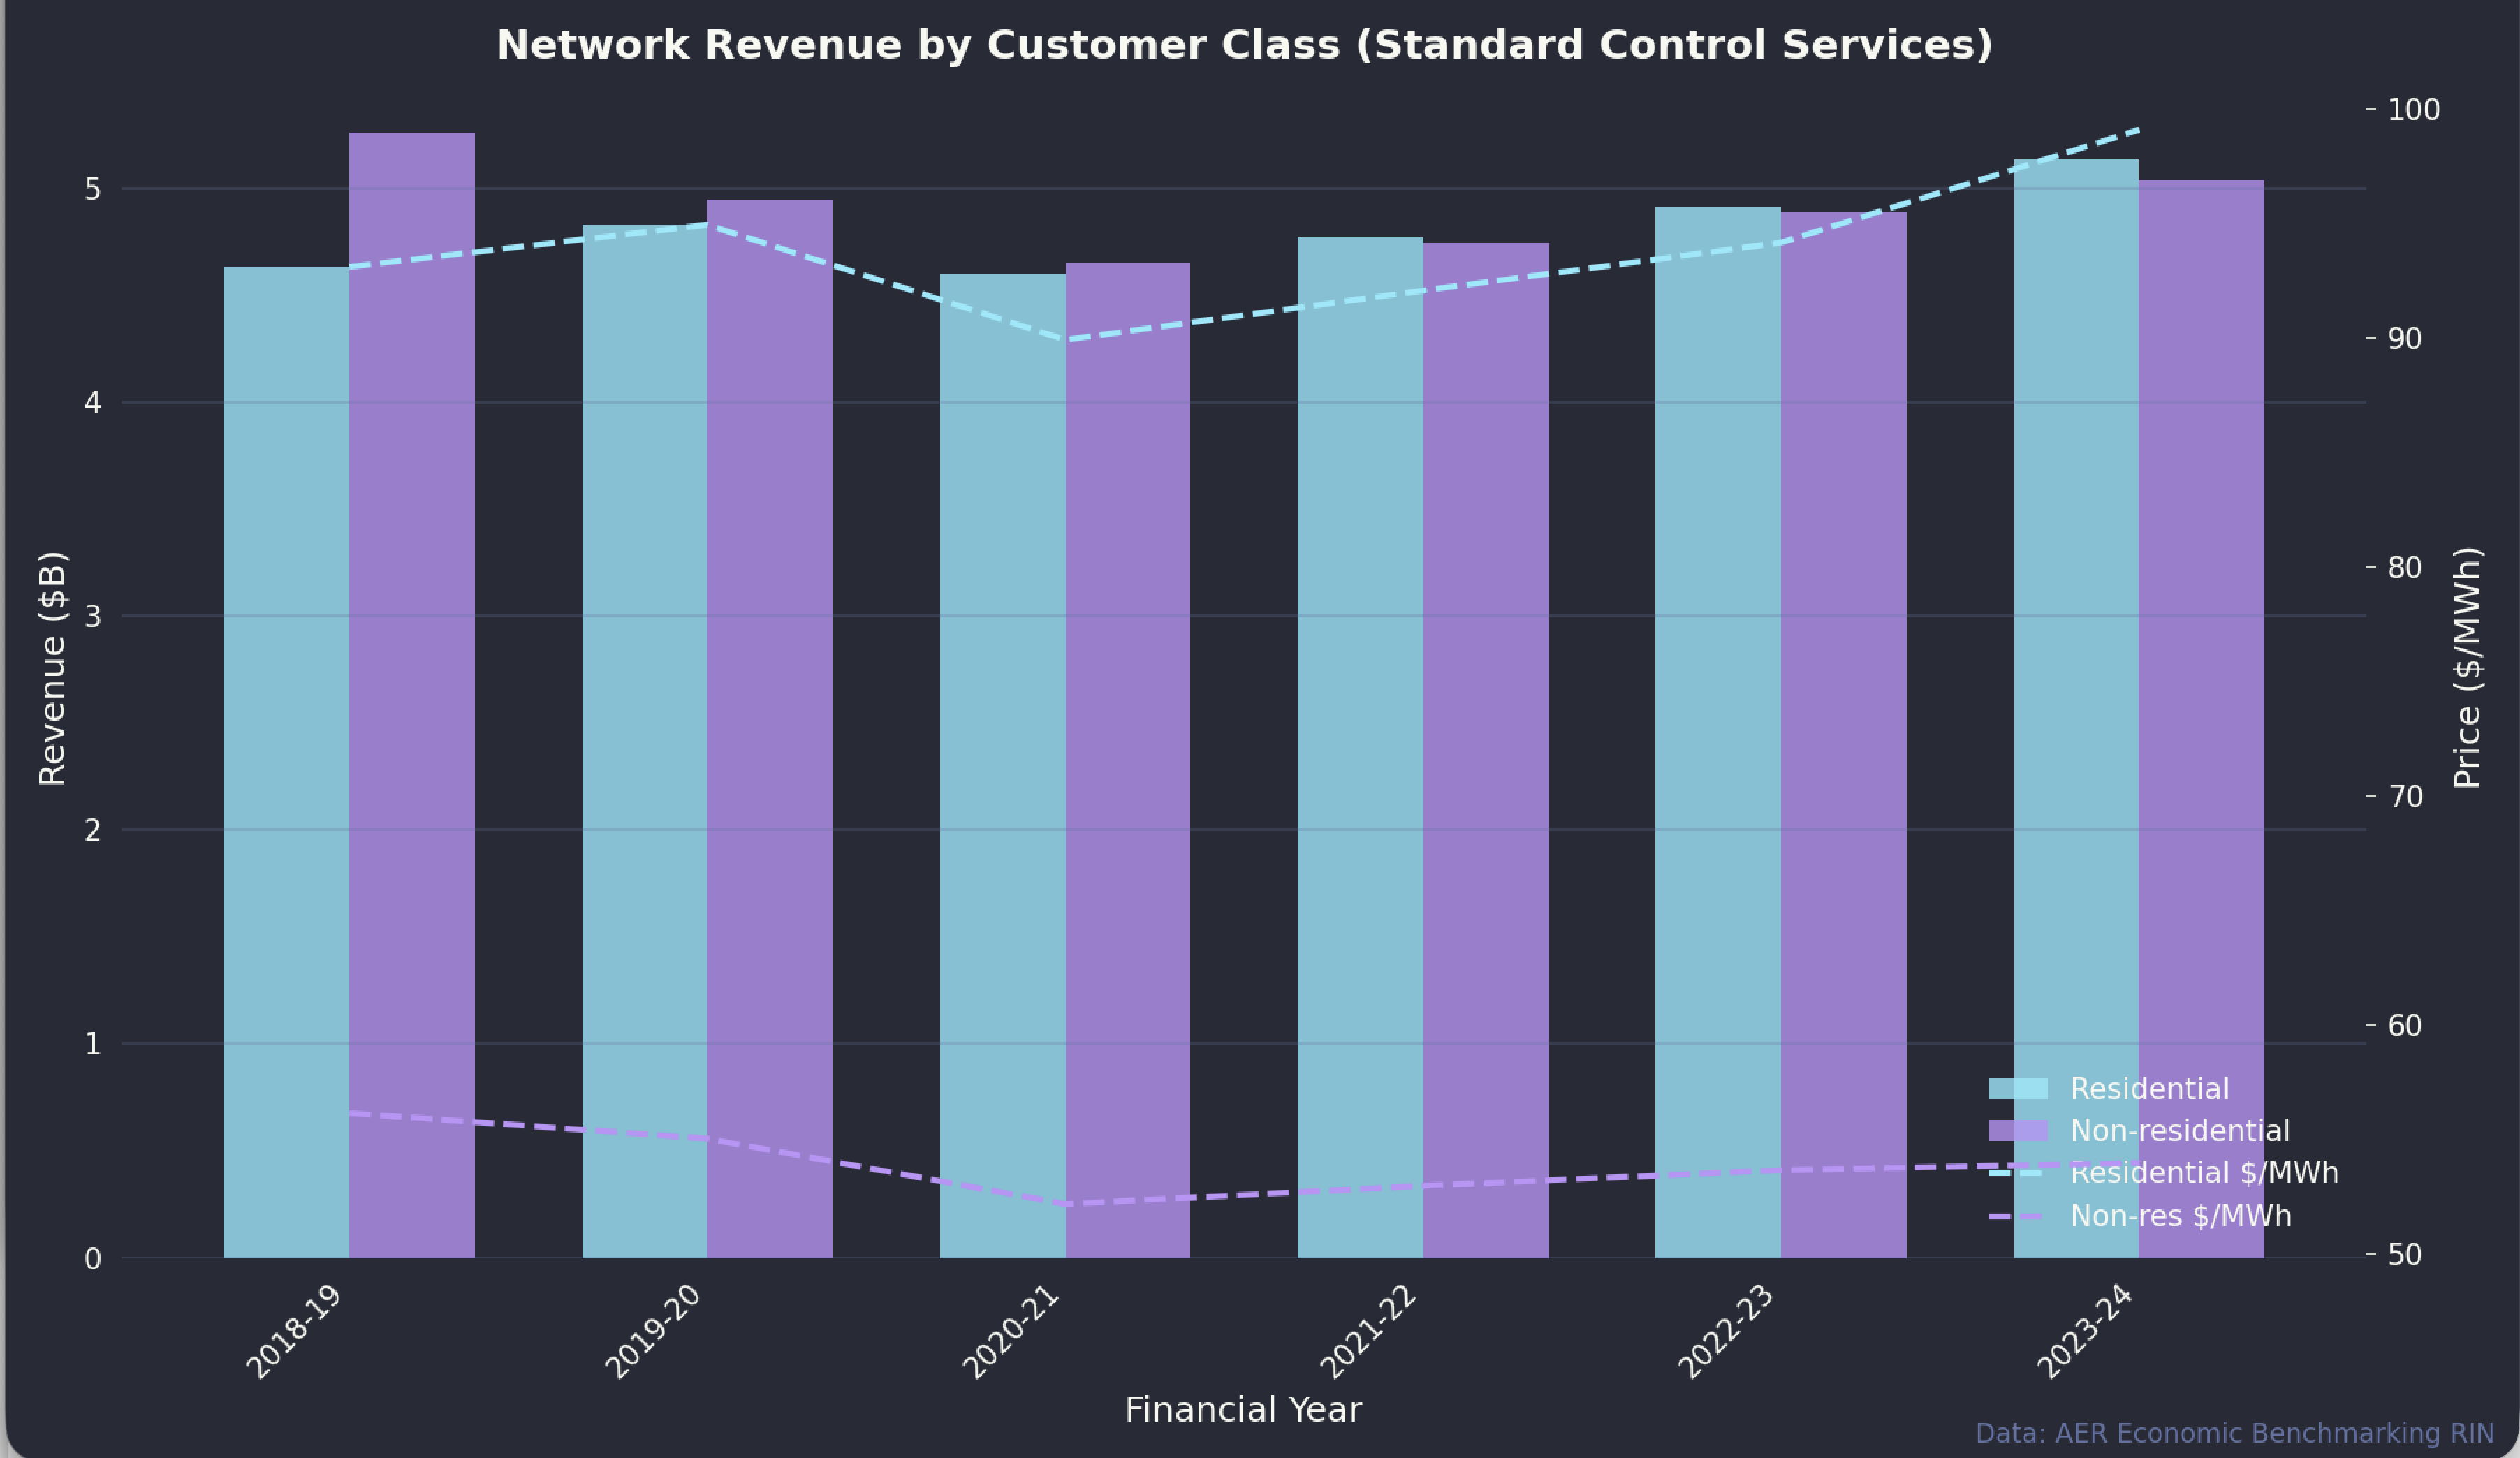 Network Revenue by Customer Class (Standard Control Services)
Revenue ($B)
5
4
3
2
1
0
100
90
80
70
60
50
Price ($/MWh)
Residential
Non-residential
Residential $/MWh
Non-res $/MWh
2018-19
2019-20
2020-21
2021-22
2022-23
2023-24
Financial Year
Data: AER Economic Benchmarking RIN